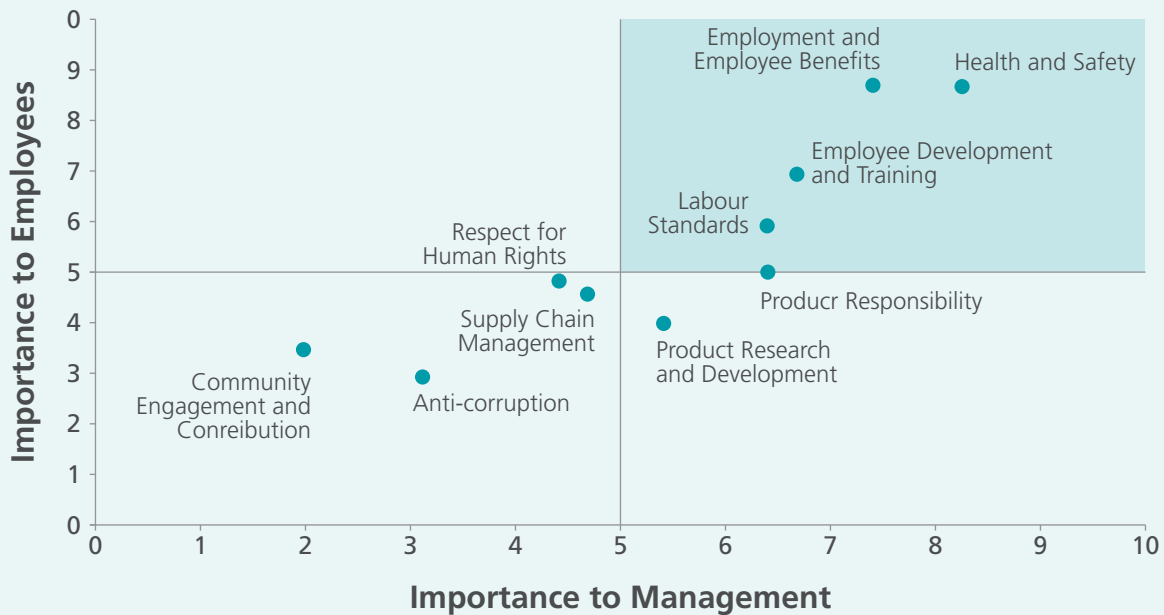 Importance to Employees
0
9
8
7
6
5
4
3
2
1
0
Employment and
Employee Benefits
Health and Safety
Employee Development
and Training
Labour
Standards
Respect for
Human Rights
Producr Responsibility
Supply Chain
Management
Product Research
and Development
Community
Engagement and
Conreibution
Anti-corruption
0 1 2 3 4 5 6 7 8 9 10
Importance to Management